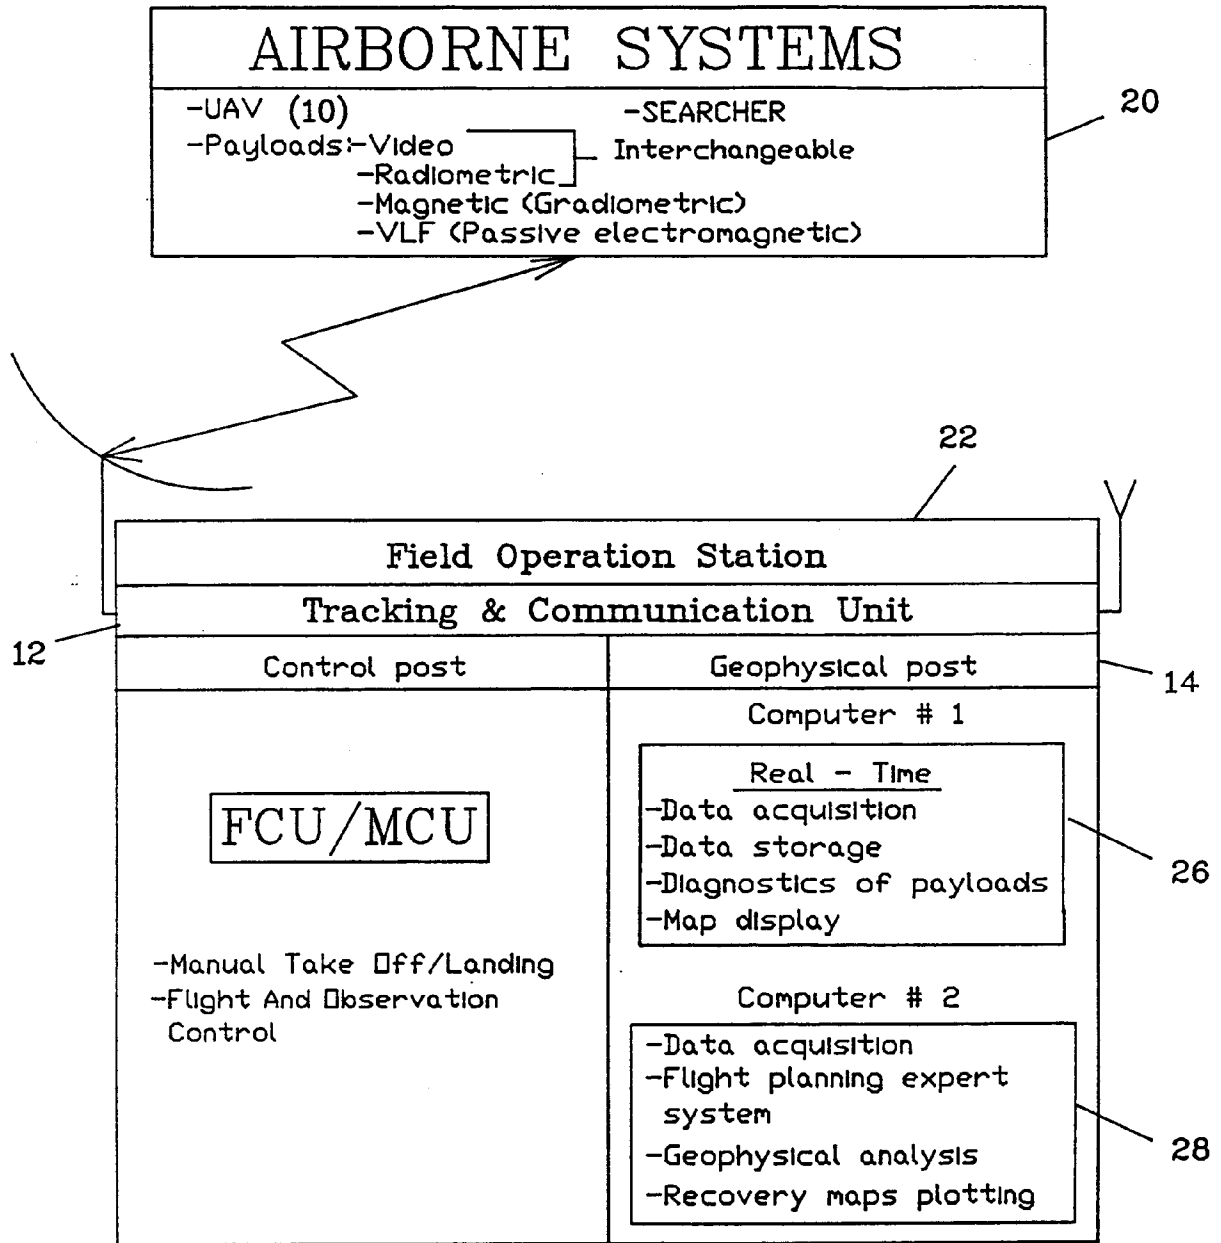 AIRBORNE SYSTEMS
-UAV (10) -SEARCHER
-Payloads:-Video Interchangeable
-Radiometric
-Magnetic (Gradiometric)
-VLF (Passive electromagnetic)
20
22
Field Operation Station
Tracking & Communication Unit
12
Control post
Geophysical post
14
FCU/MCU
-Manual Take Off/Landing
-Flight And Observation
Control
Computer # 1
Real - Time
-Data acquisition
-Data storage
-Diagnostics of payloads
-Map display
26
Computer # 2
-Data acquisition
-Flight planning expert
system
-Geophysical analysis
-Recovery maps plotting
28